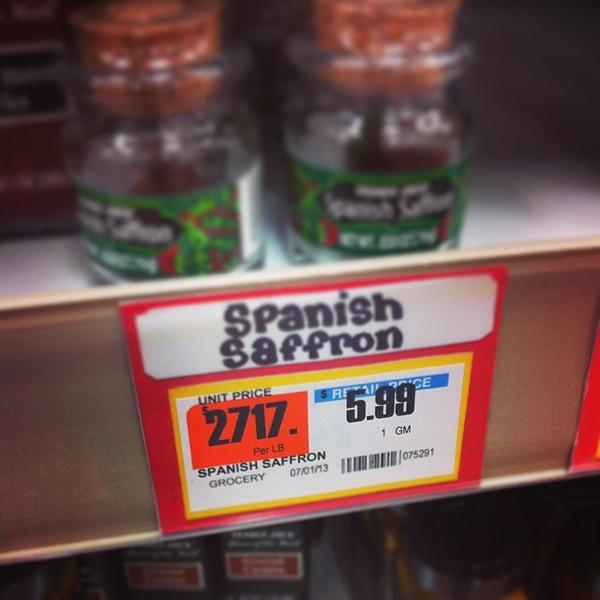 Spanish Saffron
Spanish Saffron
Spanish
Saffron
UNIT PRICE
$ RETAIL PRICE
$2717.
5.99
Per LB
1 GM
SPANISH SAFFRON
GROCERY 07/01/13
075291